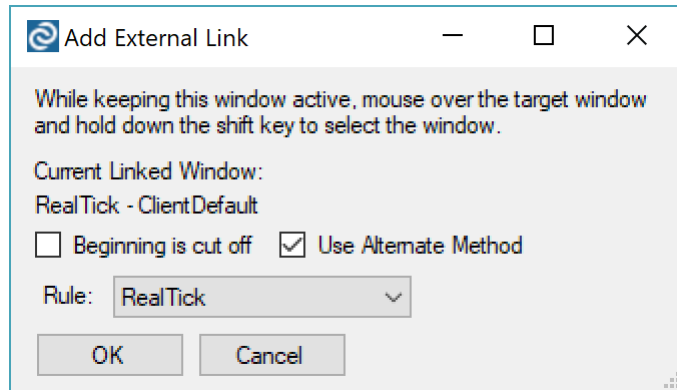 Add External Link
While keeping this window active, mouse over the target window
and hold down the shift key to select the window.
Current Linked Window:
RealTick - ClientDefault
Beginning is cut off Use Alternate Method
Rule: RealTick
OK Cancel